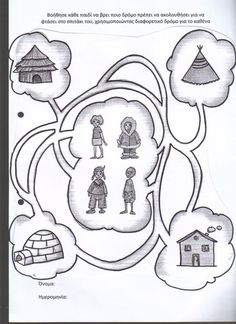 Βοήθησε κάθε παιδί να βρει ποιο δρόμο πρέπει να ακολουθήσει για να
φτάσει στο σπιτάκι του, χρησιμοποιώντας διαφορετικό δρόμο για το καθένα
Όνομα:
Ημερομηνία: